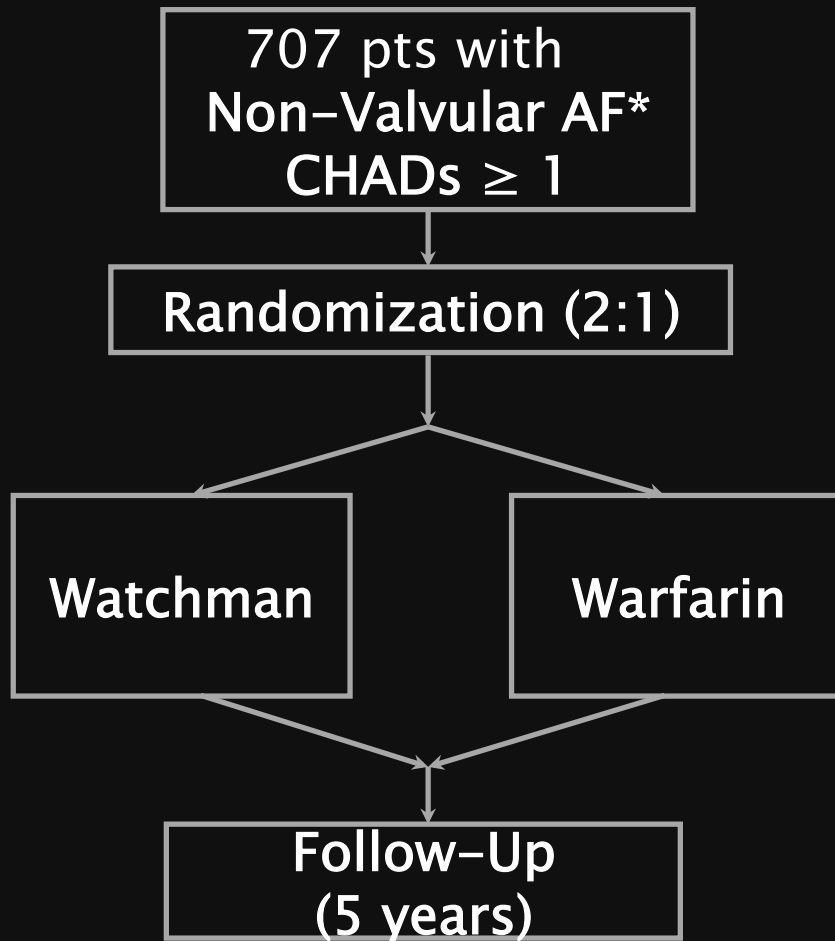 707 pts with
Non-Valvular AF*
CHADs ≥ 1
Randomization (2:1)
Watchman
Warfarin
Follow-Up
(5 years)